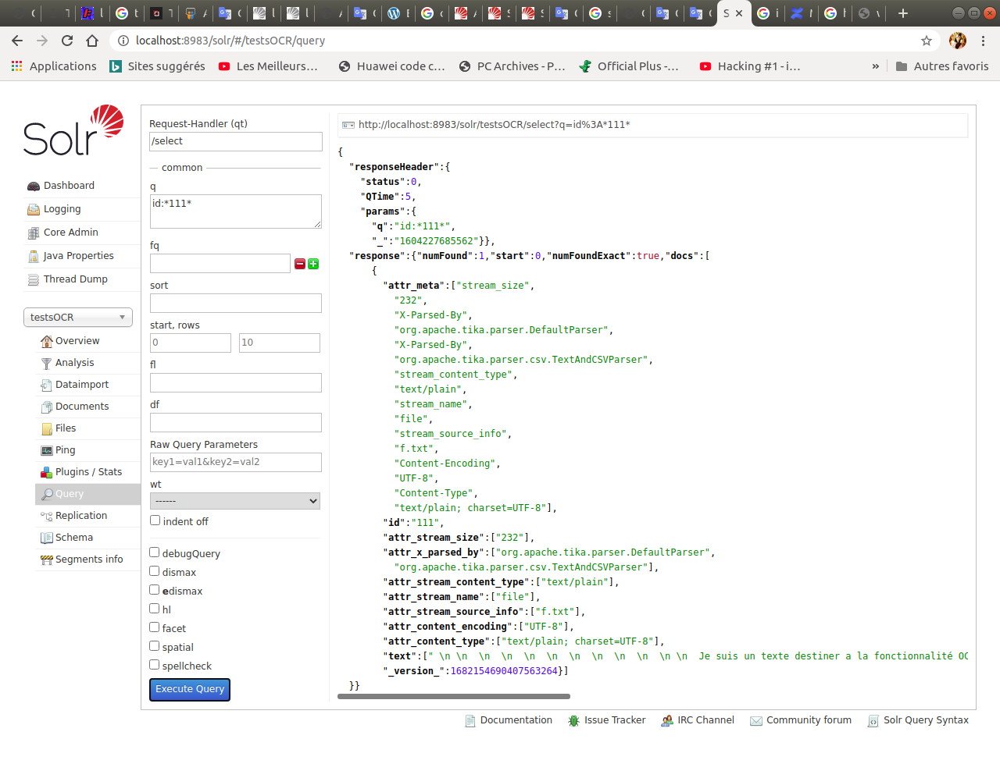 localhost:8983/solr/#/testsOCR/query
Applications
Sites suggérés
Les Meilleurs...
Huawei code c...
PC Archives - P...
Official Plus -...
Hacking #1 - i...
»
Autres favoris
Solr
Dashboard
Logging
Core Admin
Java Properties
Thread Dump
testsOCR
Overview
Analysis
Dataimport
Documents
Files
Ping
Plugins / Stats
Query
Replication
Schema
Segments info
Request-Handler (qt)
/select
common
q
id:*111*
fq
sort
start, rows
0
10
fl
df
Raw Query Parameters
key1=val1&key2=val2
wt
------
indent off
debugQuery
dismax
edismax
hl
facet
spatial
spellcheck
Execute Query
http://localhost:8983/solr/testsOCR/select?q=id%3A*111*
{
"responseHeader":{
"status":0,
"QTime":5,
"params":{
"q":"id:*111*",
"_":"1604227685562"}},
"response":{"numFound":1,"start":0,"numFoundExact":true,"docs":[
{
"attr_meta":["stream_size",
"232",
"X-Parsed-By",
"org.apache.tika.parser.DefaultParser",
"X-Parsed-By",
"org.apache.tika.parser.csv.TextAndCSVParser",
"stream_content_type",
"text/plain",
"stream_name",
"file",
"stream_source_info",
"f.txt",
"Content-Encoding",
"UTF-8",
"Content-Type",
"text/plain; charset=UTF-8"],
"id":"111",
"attr_stream_size":["232"],
"attr_x_parsed_by":["org.apache.tika.parser.DefaultParser",
"org.apache.tika.parser.csv.TextAndCSVParser"],
"attr_stream_content_type":["text/plain"],
"attr_stream_name":["file"],
"attr_stream_source_info":["f.txt"],
"attr_content_encoding":["UTF-8"],
"attr_content_type":["text/plain; charset=UTF-8"],
"text":[" \n \n  \n  \n  \n  \n  \n  \n  \n  \n  \n \n  Je suis un texte destiner a la fonctionnalité OC
"_version_":1682154690407563264}]
}}
Documentation
Issue Tracker
IRC Channel
Community forum
Solr Query Syntax